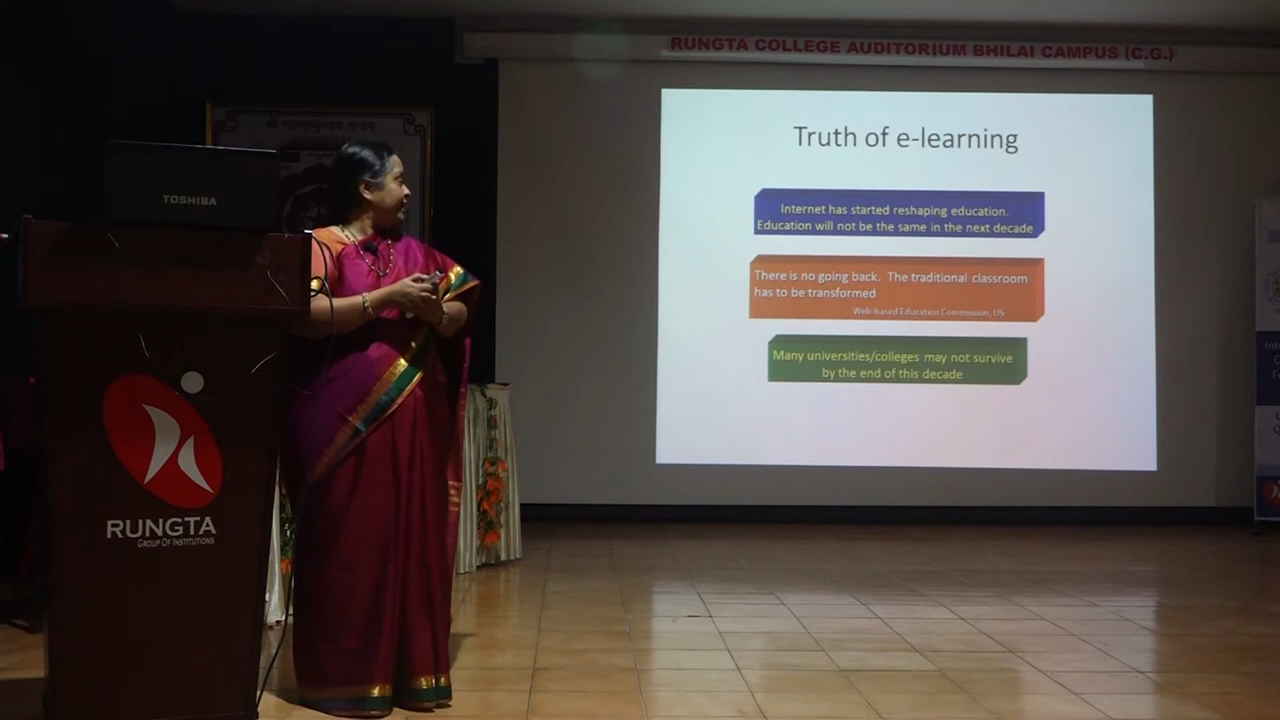 RUNGTA COLLEGE AUDITORIUM BHILAI CAMPUS (C.G.)
Truth of e-learning
Internet has started reshaping education.
Education will not be the same in the next decade
There is no going back. The traditional classroom
has to be transformed
Web-based Education Commission, US
Many universities/colleges may not survive
by the end of this decade
श्री
TOSHIBA
RUNGTA
GROUP OF INSTITUTIONS